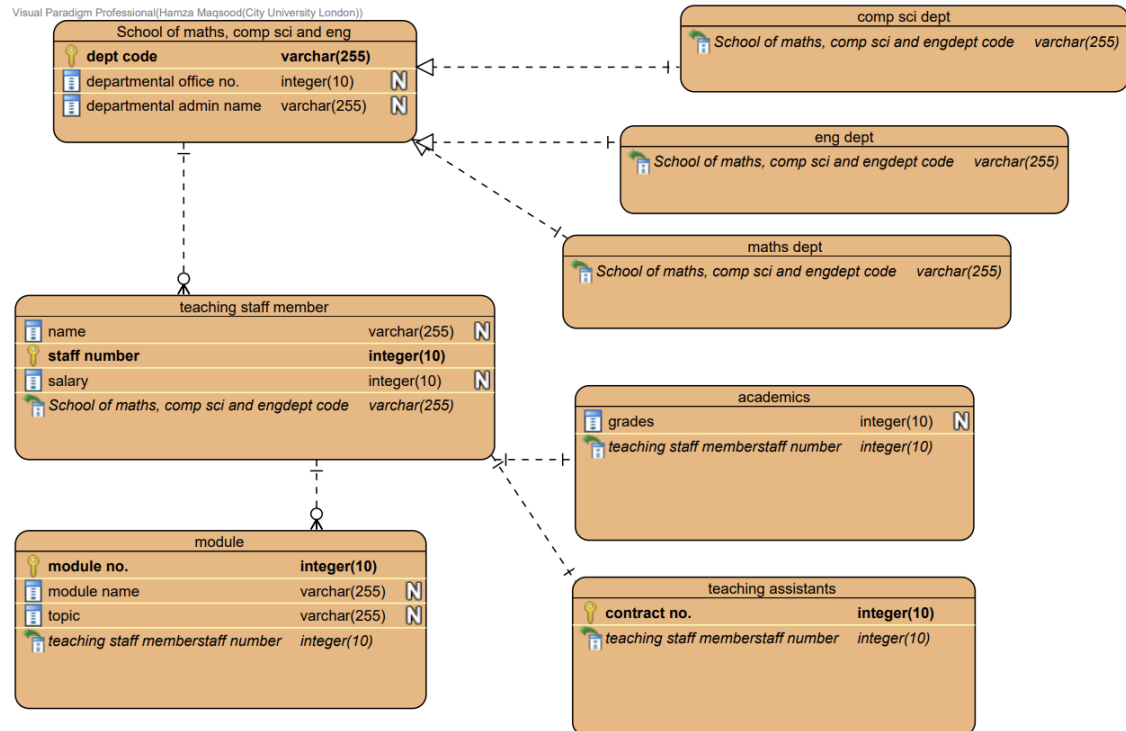 Visual Paradigm Professional(Hamza Maqsood(City University London))
School of maths, comp sci and eng
dept code varchar(255)
departmental office no. integer(10) N
departmental admin name varchar(255) N
comp sci dept
School of maths, comp sci and engdept code varchar(255)
eng dept
School of maths, comp sci and engdept code varchar(255)
maths dept
School of maths, comp sci and engdept code varchar(255)
teaching staff member
name varchar(255) N
staff number integer(10)
salary integer(10) N
School of maths, comp sci and engdept code varchar(255)
academics
grades integer(10) N
teaching staff memberstaff number integer(10)
module
module no. integer(10)
module name varchar(255) N
topic varchar(255) N
teaching staff memberstaff number integer(10)
teaching assistants
contract no. integer(10)
teaching staff memberstaff number integer(10)